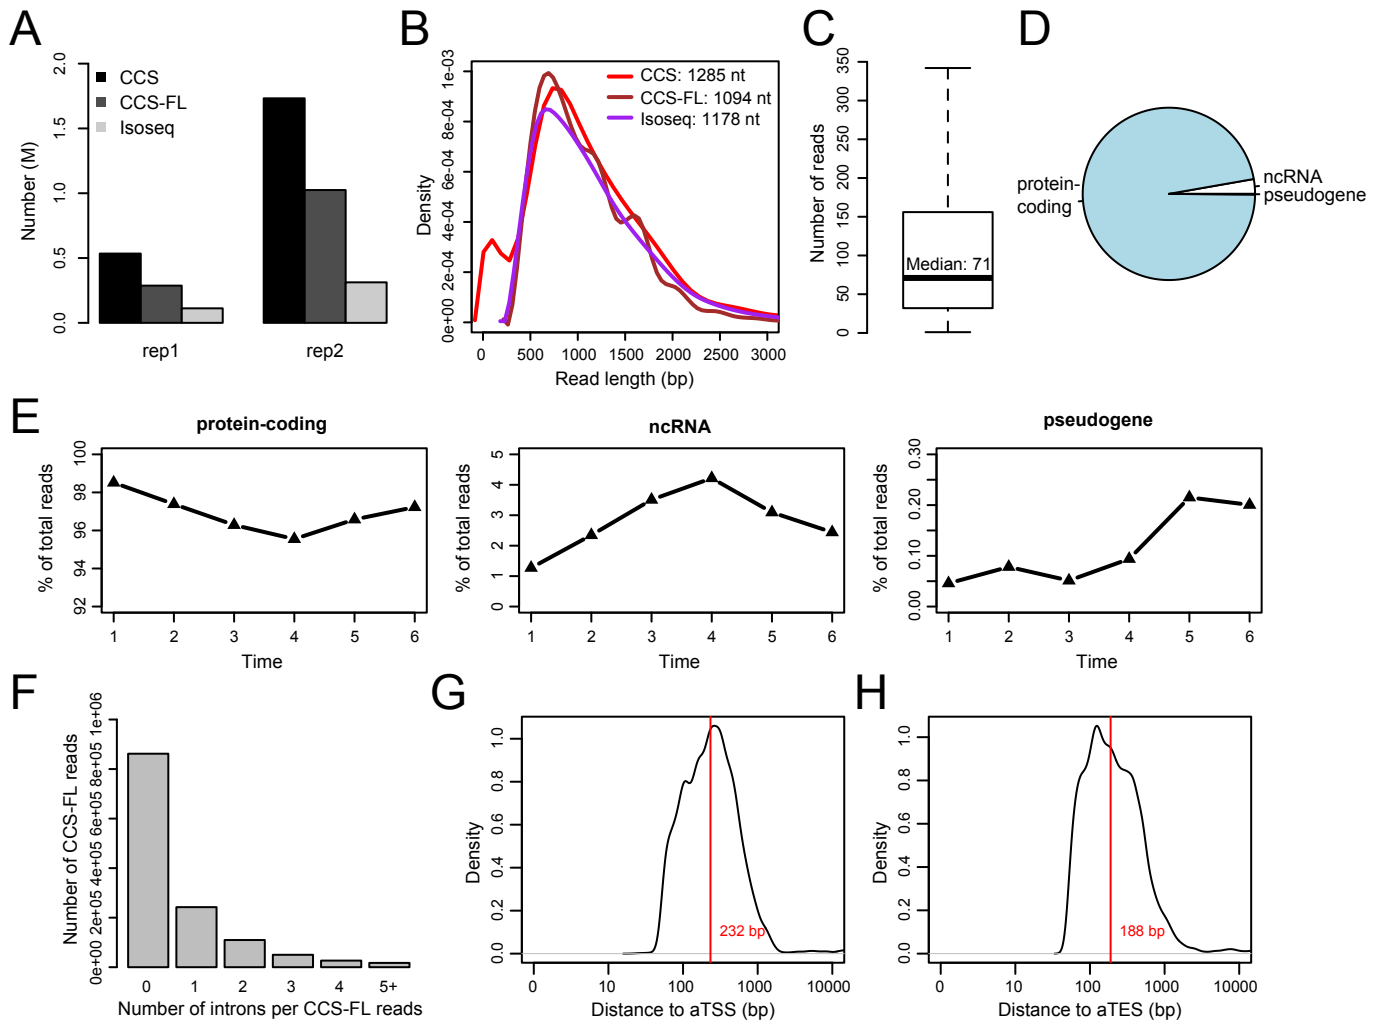 A
2.0
1.5
1.0
0.5
0.0
Number (M)
CCS
CCS-FL
Isoseq
rep1
rep2
B
1e-03
8e-04
6e-04
4e-04
2e-04
0e+00
Density
CCS: 1285 nt
CCS-FL: 1094 nt
Isoseq: 1178 nt
0 500 1000 1500 2000 2500 3000
Read length (bp)
C
350
300
250
200
150
100
50
0
Number of reads
Median: 71
D
protein-
coding
ncRNA
pseudogene
E
protein-coding
100
98
96
94
92
% of total reads
1 2 3 4 5 6
Time
ncRNA
5
4
3
2
1
0
% of total reads
1 2 3 4 5 6
Time
pseudogene
0.30
0.20
0.10
0.00
% of total reads
1 2 3 4 5 6
Time
F
0e+00 2e+05 4e+05 6e+05 8e+05 1e+06
Number of CCS-FL reads
0 1 2 3 4 5+
Number of introns per CCS-FL reads
G
1.0
0.8
0.6
0.4
0.2
0.0
Density
232 bp
0 10 100 1000 10000
Distance to aTSS (bp)
H
1.0
0.8
0.6
0.4
0.2
0.0
Density
188 bp
0 10 100 1000 10000
Distance to aTES (bp)